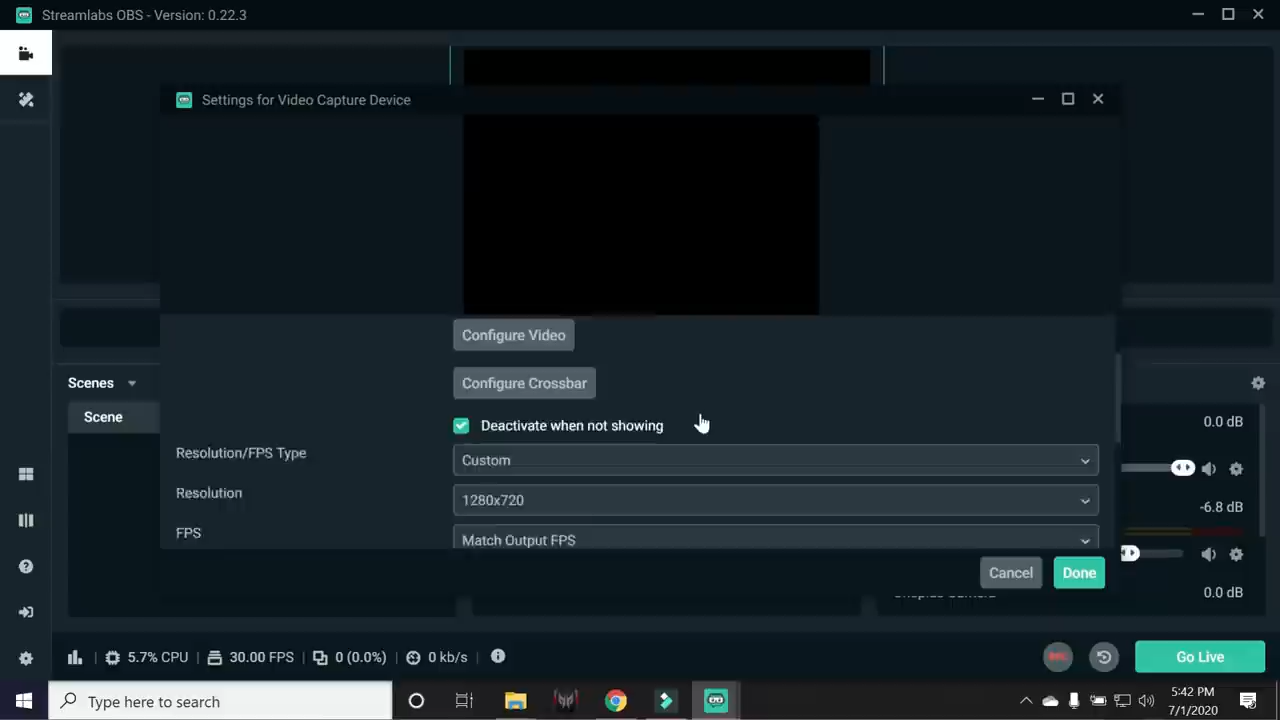 Streamlabs OBS - Version: 0.22.3
Settings for Video Capture Device
Configure Video
Configure Crossbar
Deactivate when not showing
Resolution/FPS Type
Custom
Resolution
1280x720
FPS
Match Output FPS
Cancel
Done
Scenes
Scene
0.0 dB
-6.8 dB
0.0 dB
5.7% CPU
30.00 FPS
0 (0.0%)
0 kb/s
REC
Go Live
Type here to search
5:42 PM
7/1/2020